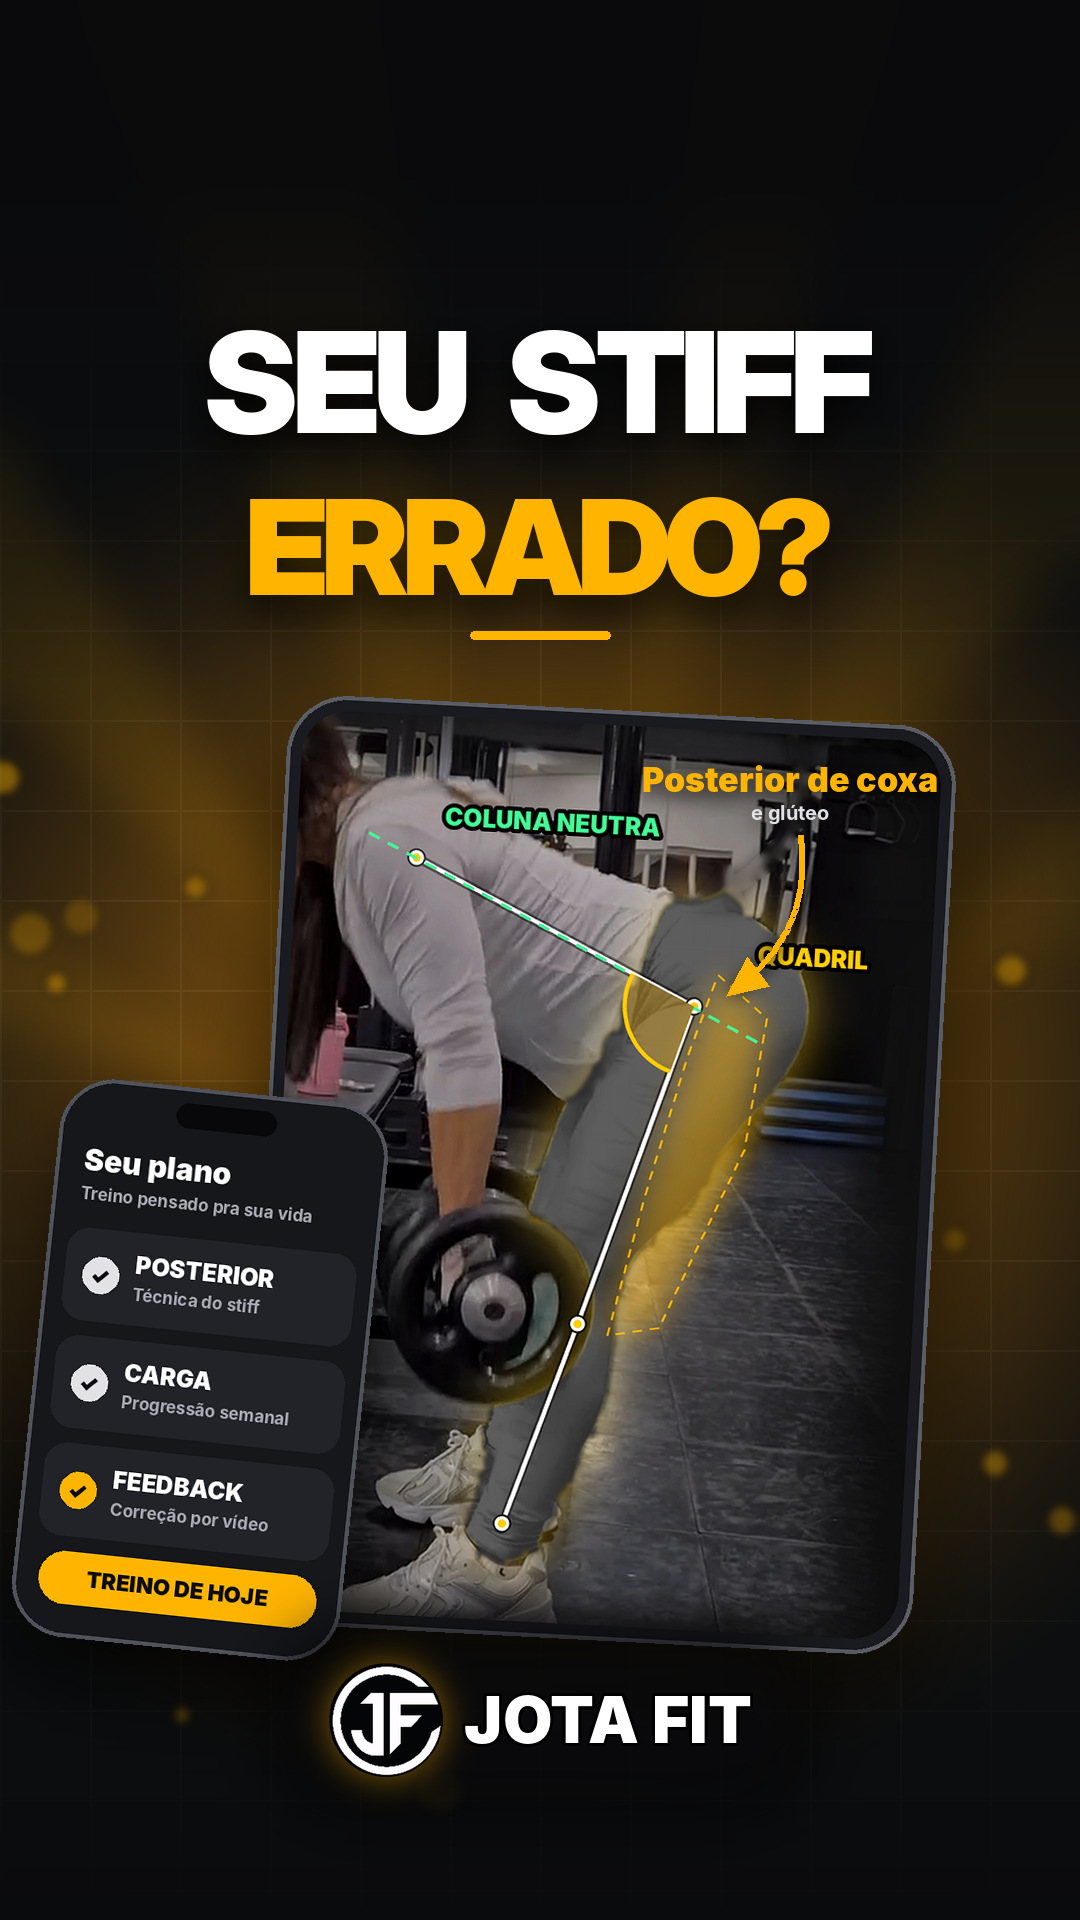 SEU STIFF
ERRADO?
Posterior de coxa
e glúteo
COLUNA NEUTRA
QUADRIL
Seu plano
Treino pensado pra sua vida
POSTERIOR
Técnica do stiff
CARGA
Progressão semanal
FEEDBACK
Correção por vídeo
TREINO DE HOJE
JF JOTA FIT